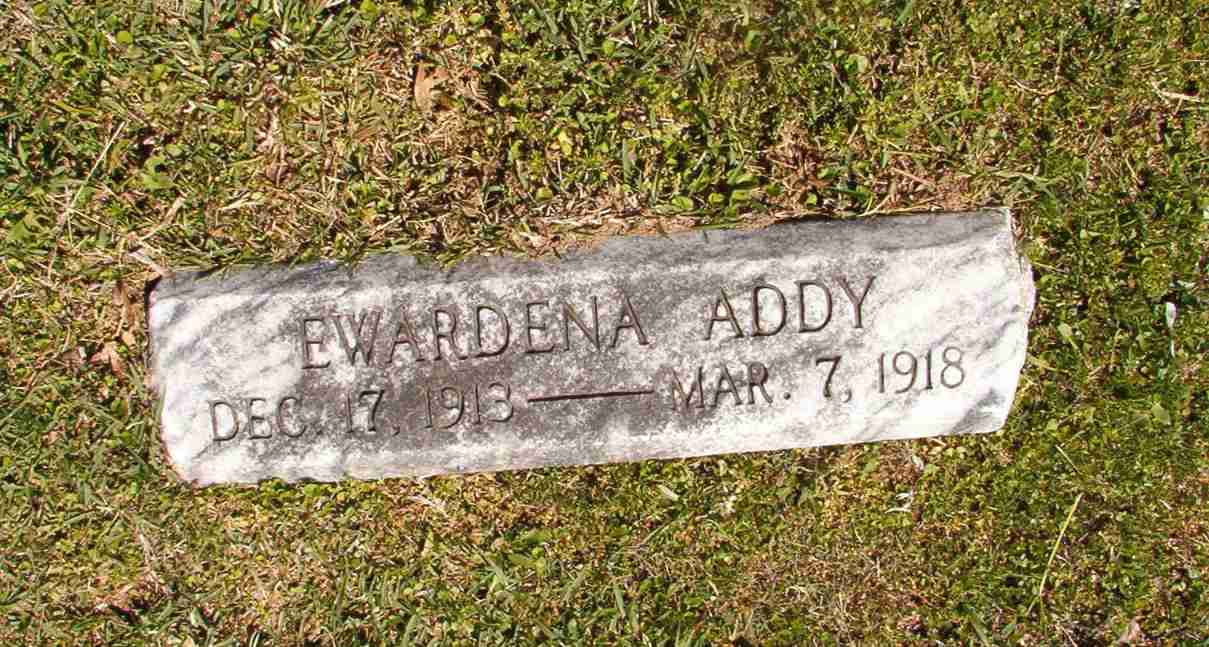 EWARDENA ADDY
DEC. 17, 1913 — MAR. 7, 1918